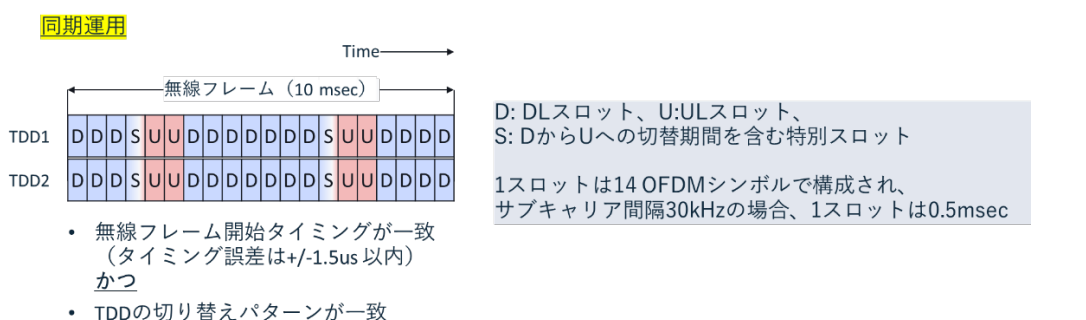 同期運用
Time
無線フレーム（10 msec）
TDD1 D D D S U U D D D D D D D S U U D D D D
TDD2 D D D S U U D D D D D D D S U U D D D D
D: DLスロット、U:ULスロット、
S: DからUへの切替期間を含む特別スロット
1スロットは14 OFDMシンボルで構成され、
サブキャリア間隔30kHzの場合、1スロットは0.5msec
• 無線フレーム開始タイミングが一致
（タイミング誤差は+/-1.5us 以内）
かつ
• TDDの切り替えパターンが一致